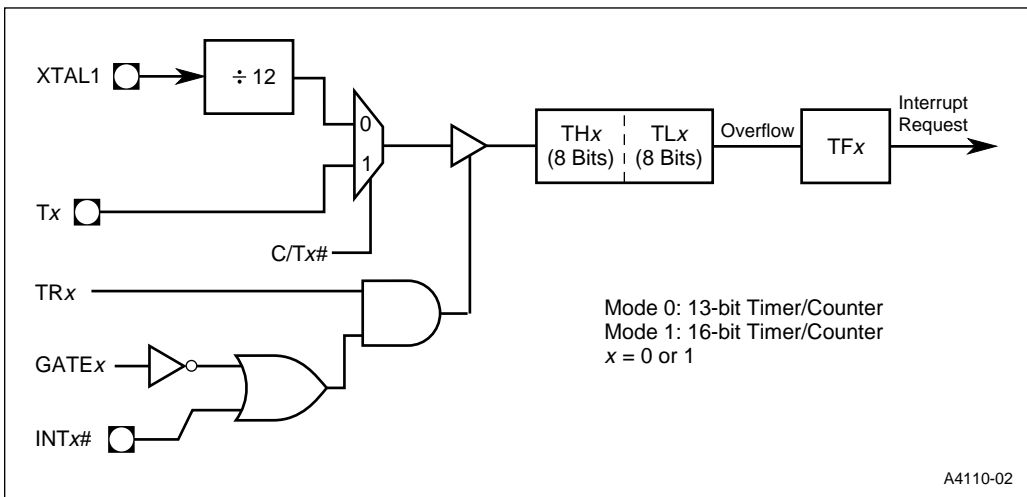 XTAL1
÷ 12
0
1
Tx
C/Tx#
THx
(8 Bits)
TLx
(8 Bits)
Overflow
TFx
Interrupt
Request
TRx
GATEx
INTx#
Mode 0: 13-bit Timer/Counter
Mode 1: 16-bit Timer/Counter
x = 0 or 1
A4110-02